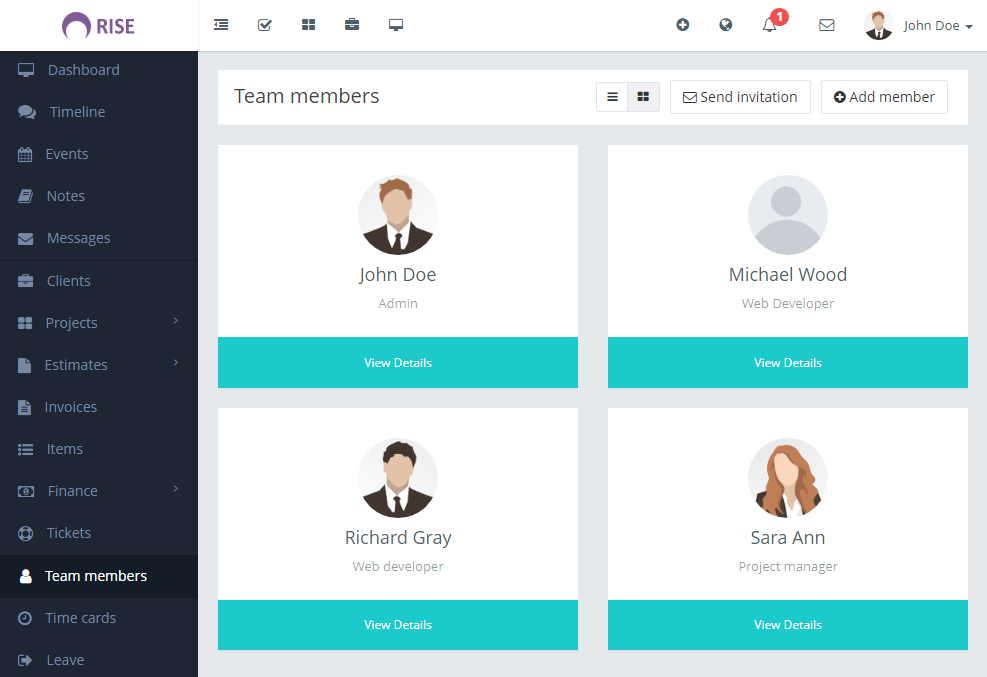 RISE
1
John Doe
Dashboard
Timeline
Events
Notes
Messages
Clients
Projects
Estimates
Invoices
Items
Finance
Tickets
Team members
Time cards
Leave
Team members
Send invitation
Add member
John Doe
Admin
View Details
Michael Wood
Web Developer
View Details
Richard Gray
Web developer
View Details
Sara Ann
Project manager
View Details